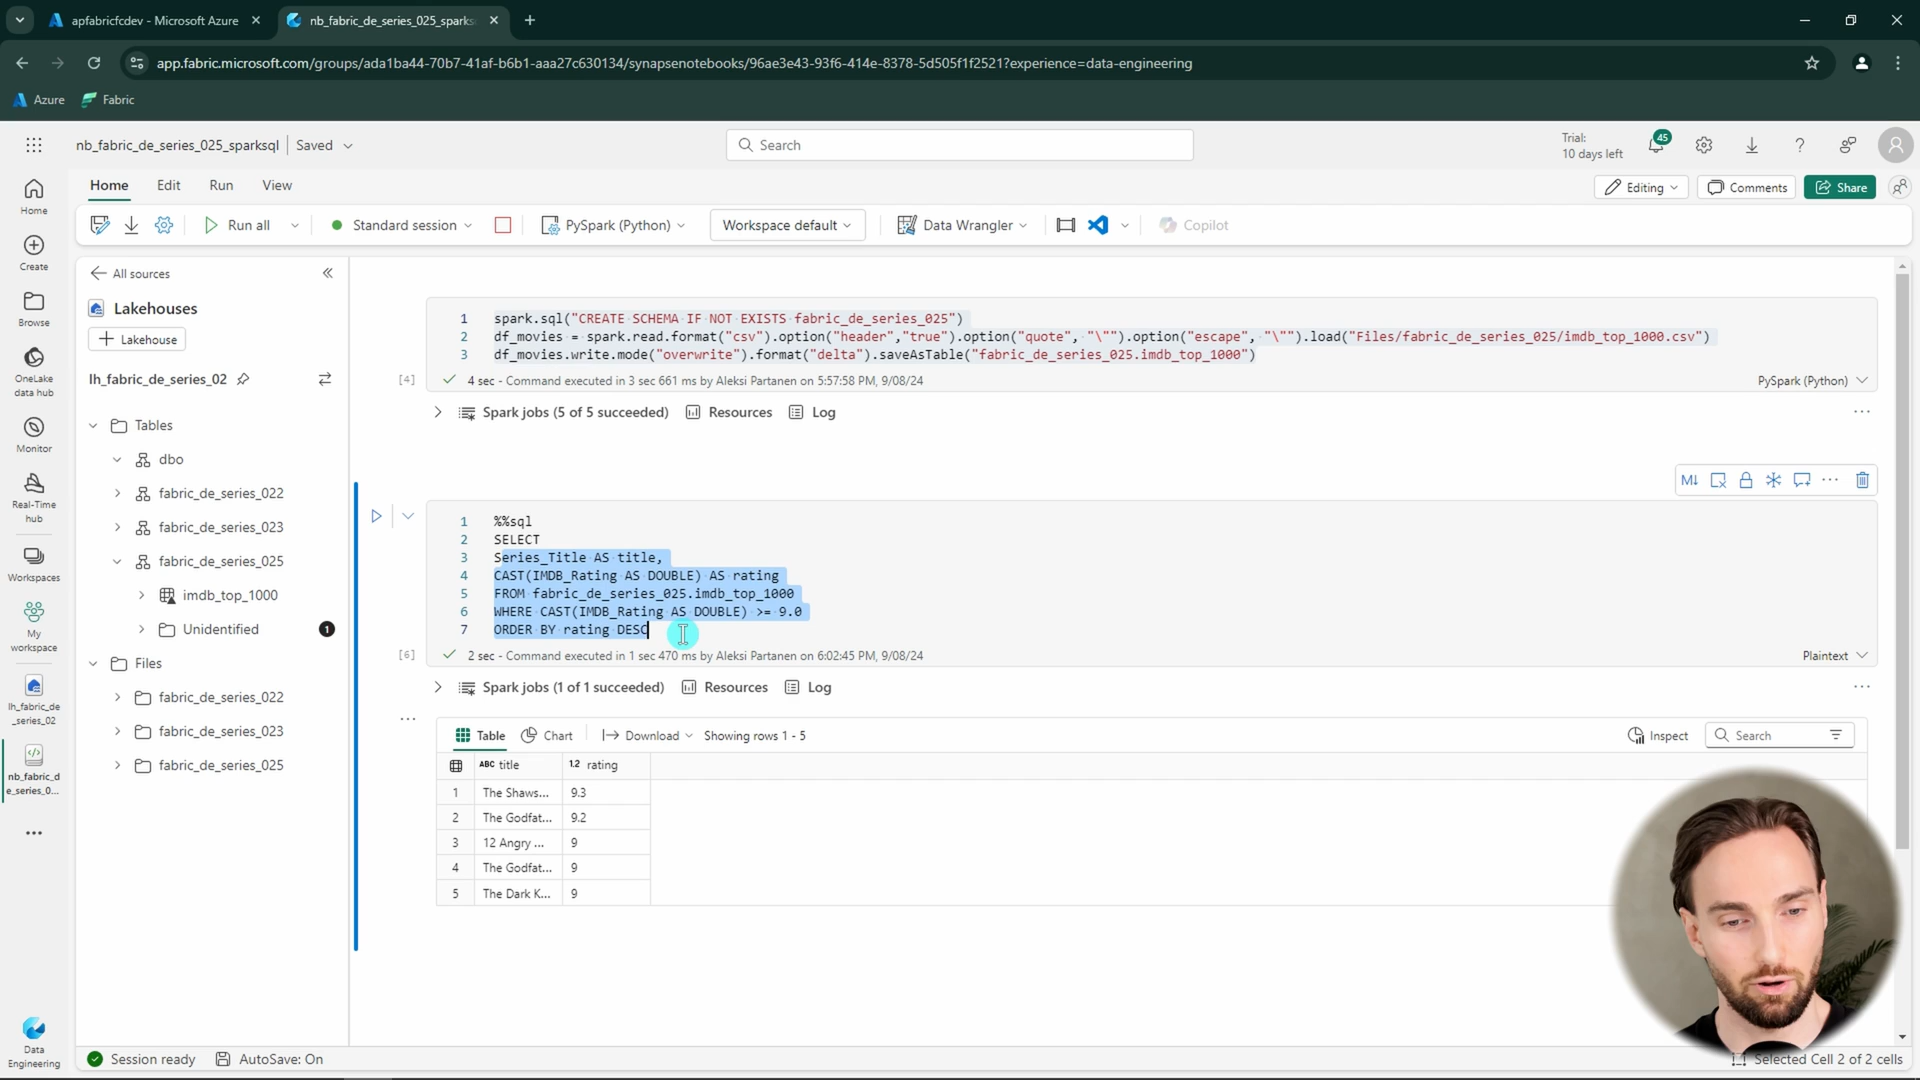 apfabricfcdev - Microsoft Azure
nb_fabric_de_series_025_sparks
app.fabric.microsoft.com/groups/ada1ba44-70b7-41af-b6b1-aaa27c630134/synapsenotebooks/96ae3e43-93f6-414e-8378-5d505f1f2521?experience=data-engineering
Azure
Fabric
nb_fabric_de_series_025_sparksql
Saved
Search
Trial:
10 days left
45
Home
Edit
Run
View
Editing
Comments
Share
Run all
Standard session
PySpark (Python)
Workspace default
Data Wrangler
Copilot
Home
Create
Browse
OneLake
data hub
Monitor
Real-Time
hub
Workspaces
My
workspace
lh_fabric_de
_series_02
nb_fabric_d
e_series_0...
Data
Engineering
All sources
Lakehouses
Lakehouse
lh_fabric_de_series_02
Tables
dbo
fabric_de_series_022
fabric_de_series_023
fabric_de_series_025
imdb_top_1000
Unidentified
1
Files
fabric_de_series_022
fabric_de_series_023
fabric_de_series_025
1 spark.sql("CREATE SCHEMA IF NOT EXISTS fabric_de_series_025")
2 df_movies = spark.read.format("csv").option("header","true").option("quote", "\"").option("escape", "\"").load("Files/fabric_de_series_025/imdb_top_1000.csv")
3 df_movies.write.mode("overwrite").format("delta").saveAsTable("fabric_de_series_025.imdb_top_1000")
[4]
4 sec - Command executed in 3 sec 661 ms by Aleksi Partanen on 5:57:58 PM, 9/08/24
PySpark (Python)
Spark jobs (5 of 5 succeeded)
Resources
Log
M↓
1 %%sql
2 SELECT
3 Series_Title AS title,
4 CAST(IMDB_Rating AS DOUBLE) AS rating
5 FROM fabric_de_series_025.imdb_top_1000
6 WHERE CAST(IMDB_Rating AS DOUBLE) >= 9.0
7 ORDER BY rating DESC
[6]
2 sec - Command executed in 1 sec 470 ms by Aleksi Partanen on 6:02:45 PM, 9/08/24
Plaintext
Spark jobs (1 of 1 succeeded)
Resources
Log
Table
Chart
Download
Showing rows 1 - 5
Inspect
Search
ABC title
1.2 rating
1 The Shaws... 9.3
2 The Godfat... 9.2
3 12 Angry ... 9
4 The Godfat... 9
5 The Dark K... 9
Session ready
AutoSave: On
Selected Cell 2 of 2 cells